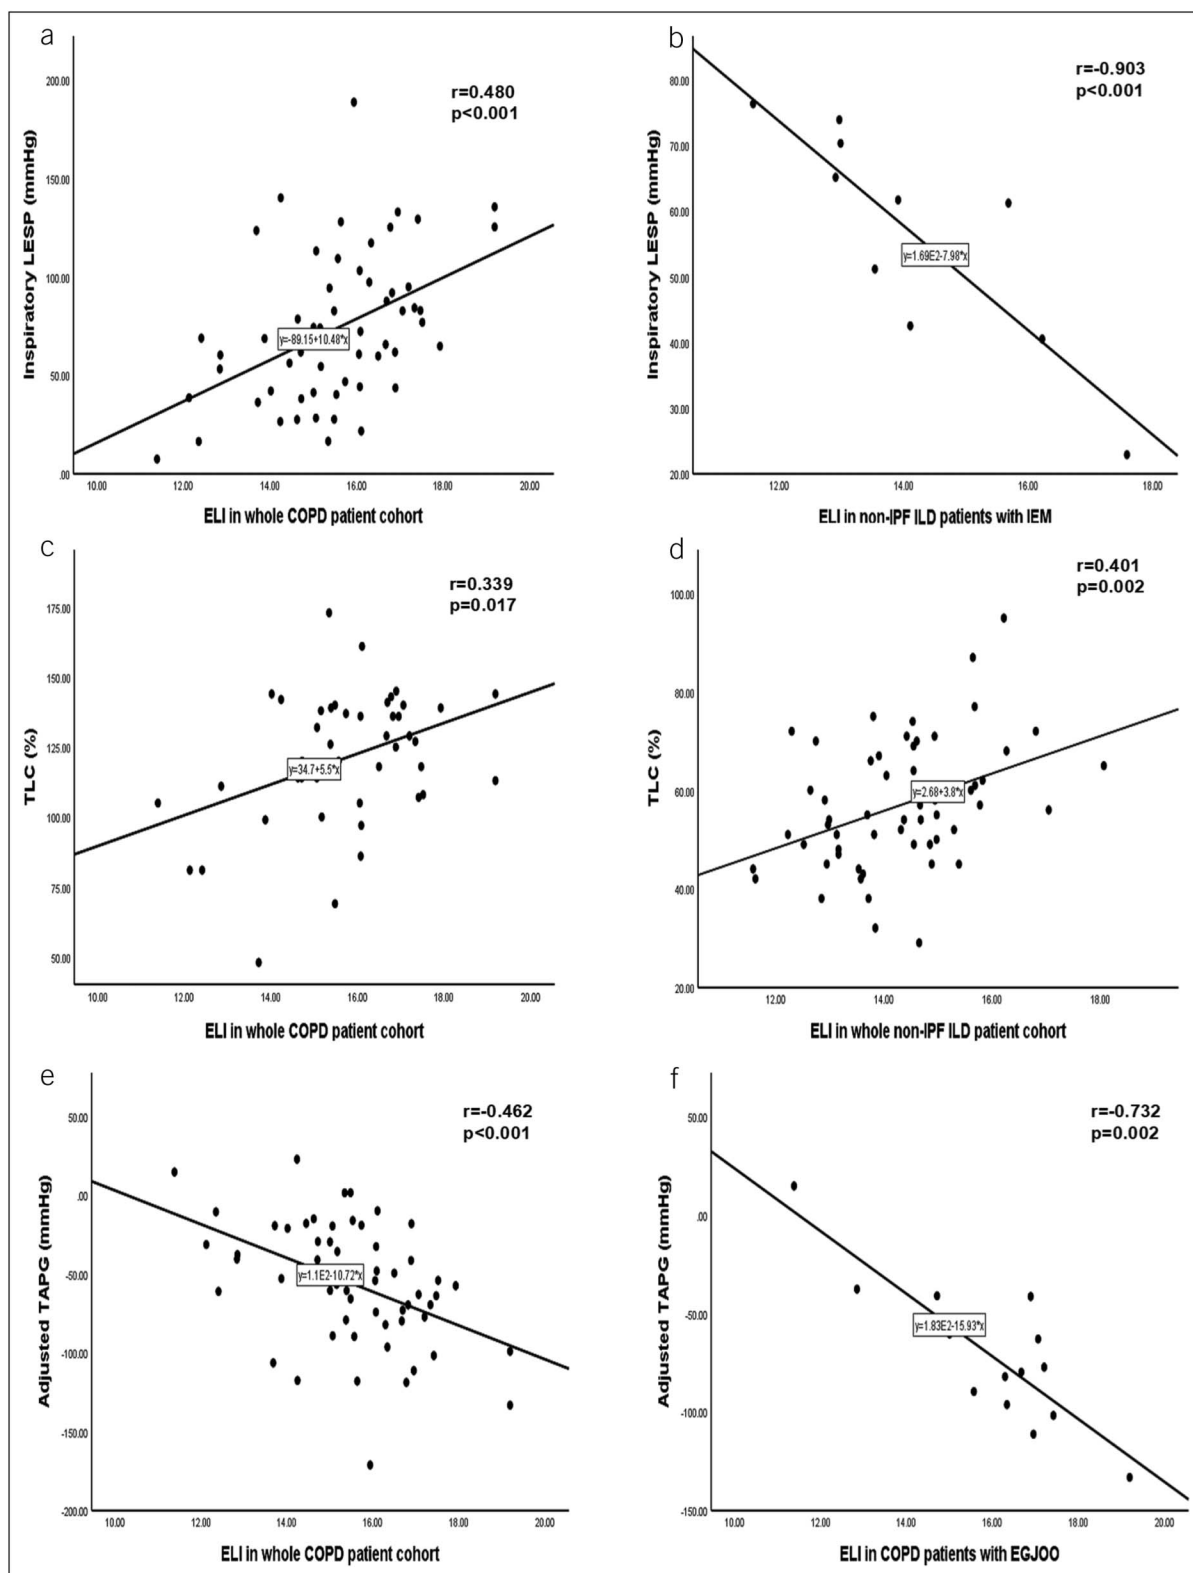 a
r=0.480
p<0.001
Inspiratory LESP (mmHg)
200.00
150.00
100.00
50.00
.00
y=-89.15+10.48*x
10.00 12.00 14.00 16.00 18.00 20.00
ELI in whole COPD patient cohort
b
r=-0.903
p<0.001
Inspiratory LESP (mmHg)
80.00
70.00
60.00
50.00
40.00
30.00
20.00
y=1.69E2-7.98*x
12.00 14.00 16.00 18.00
ELI in non-IPF ILD patients with IEM
c
r=0.339
p=0.017
TLC (%)
175.00
150.00
125.00
100.00
75.00
50.00
y=34.7+5.5*x
10.00 12.00 14.00 16.00 18.00 20.00
ELI in whole COPD patient cohort
d
r=0.401
p=0.002
TLC (%)
100.00
80.00
60.00
40.00
20.00
y=2.68+3.8*x
12.00 14.00 16.00 18.00
ELI in whole non-IPF ILD patient cohort
e
r=-0.462
p<0.001
Adjusted TAPG (mmHg)
50.00
.00
-50.00
-100.00
-150.00
-200.00
y=1.1E2-10.72*x
10.00 12.00 14.00 16.00 18.00 20.00
ELI in whole COPD patient cohort
f
r=-0.732
p=0.002
Adjusted TAPG (mmHg)
50.00
.00
-50.00
-100.00
-150.00
y=1.83E2-15.93*x
10.00 12.00 14.00 16.00 18.00 20.00
ELI in COPD patients with EGJOO